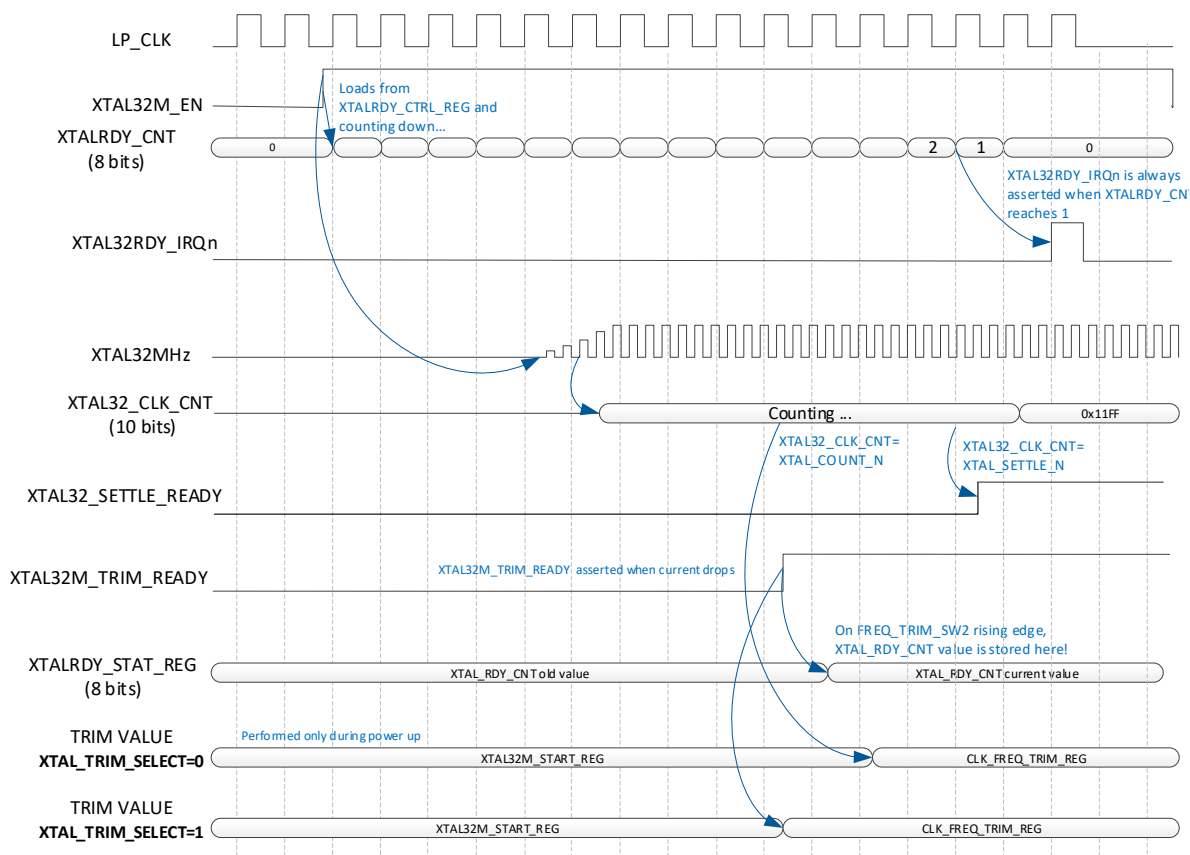 LP_CLK
XTAL32M_EN
Loads from
XTALRDY_CTRL_REG and
counting down...
XTALRDY_CNT
(8 bits)
0
2
1
0
XTAL32RDY_IRQn is always
asserted when XTALRDY_CNT
reaches 1
XTAL32RDY_IRQn
XTAL32MHz
XTAL32_CLK_CNT
(10 bits)
Counting ...
0x11FF
XTAL32_CLK_CNT=
XTAL_COUNT_N
XTAL32_CLK_CNT=
XTAL_SETTLE_N
XTAL32_SETTLE_READY
XTAL32M_TRIM_READY
XTAL32M_TRIM_READY asserted when current drops
On FREQ_TRIM_SW2 rising edge,
XTAL_RDY_CNT value is stored here!
XTALRDY_STAT_REG
(8 bits)
XTAL_RDY_CNT old value
XTAL_RDY_CNT current value
TRIM VALUE
XTAL_TRIM_SELECT=0
Performed only during power up
XTAL32M_START_REG
CLK_FREQ_TRIM_REG
TRIM VALUE
XTAL_TRIM_SELECT=1
XTAL32M_START_REG
CLK_FREQ_TRIM_REG